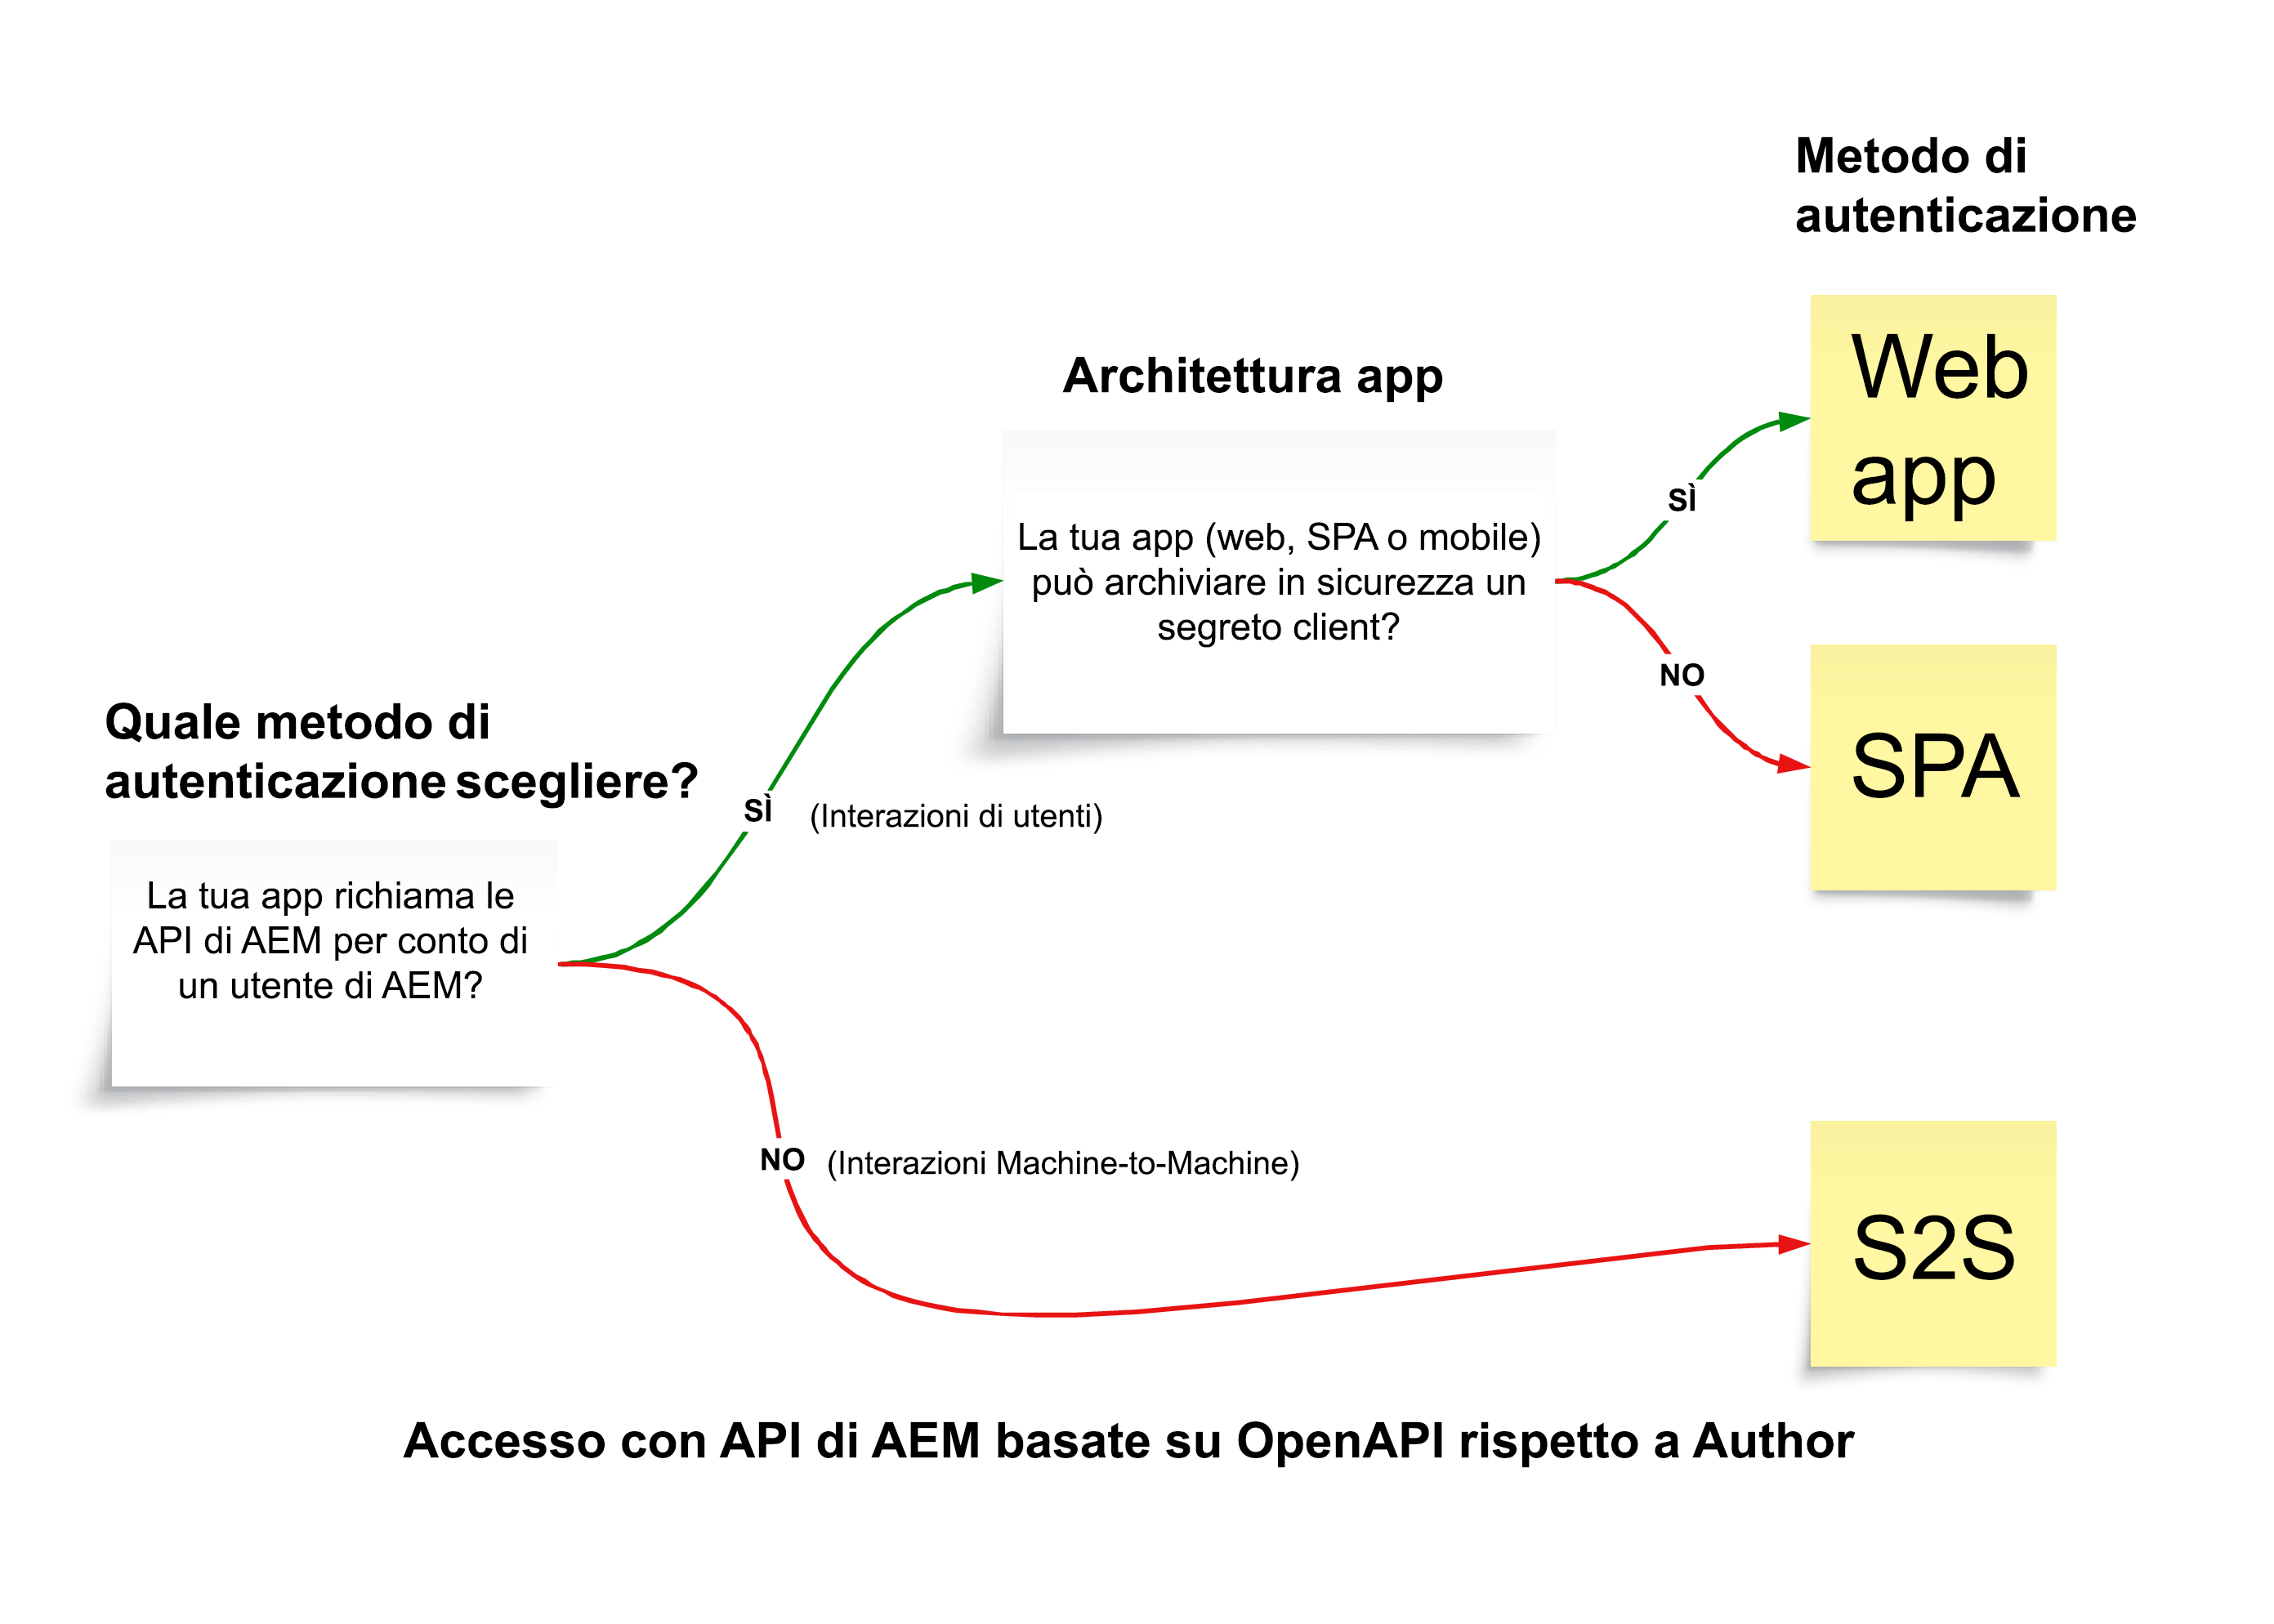 Metodo di
autenticazione
Web
app
Architettura app
SÌ
La tua app (web, SPA o mobile)
può archiviare in sicurezza un
segreto client?
NO
SPA
Quale metodo di
autenticazione scegliere?
SÌ (Interazioni di utenti)
La tua app richiama le
API di AEM per conto di
un utente di AEM?
NO (Interazioni Machine-to-Machine)
S2S
Accesso con API di AEM basate su OpenAPI rispetto a Author